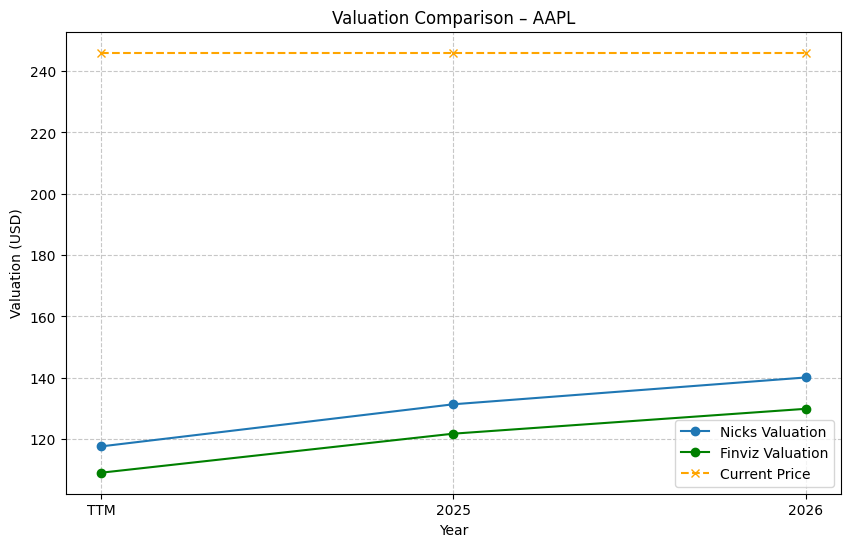 Valuation Comparison – AAPL
Valuation (USD)
240
220
200
180
160
140
120
TTM
2025
2026
Year
Nicks Valuation
Finviz Valuation
Current Price